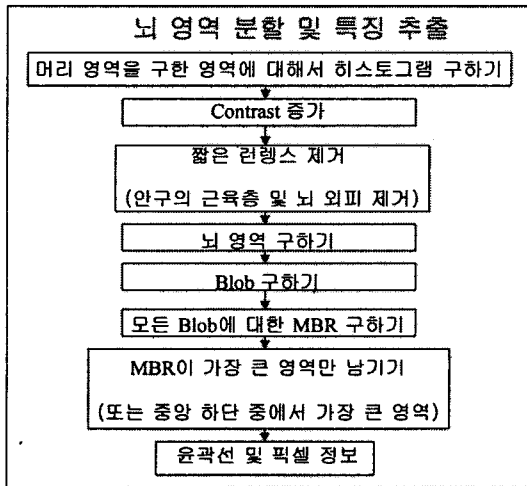 뇌 영역 분할 및 특징 추출
머리 영역을 구한 영역에 대해서 히스토그램 구하기
Contrast 증가
짧은 런렝스 제거
(안구의 근육층 및 뇌 외피 제거)
뇌 영역 구하기
Blob 구하기
모든 Blob에 대한 MBR 구하기
MBR이 가장 큰 영역만 남기기
(또는 중앙 하단 중에서 가장 큰 영역)
윤곽선 및 픽셀 정보